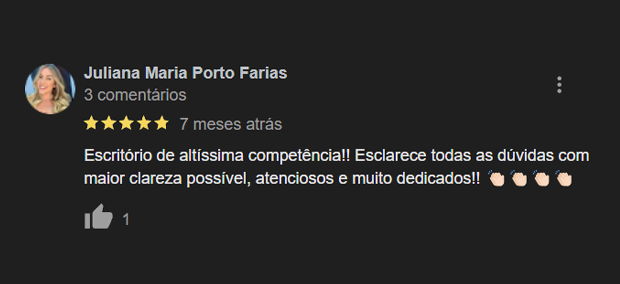 Juliana Maria Porto Farias
3 comentários
7 meses atrás
Escritório de altíssima competência!! Esclarece todas as dúvidas com
maior clareza possível, atenciosos e muito dedicados!! 👏🏻👏🏻👏🏻👏🏻
1